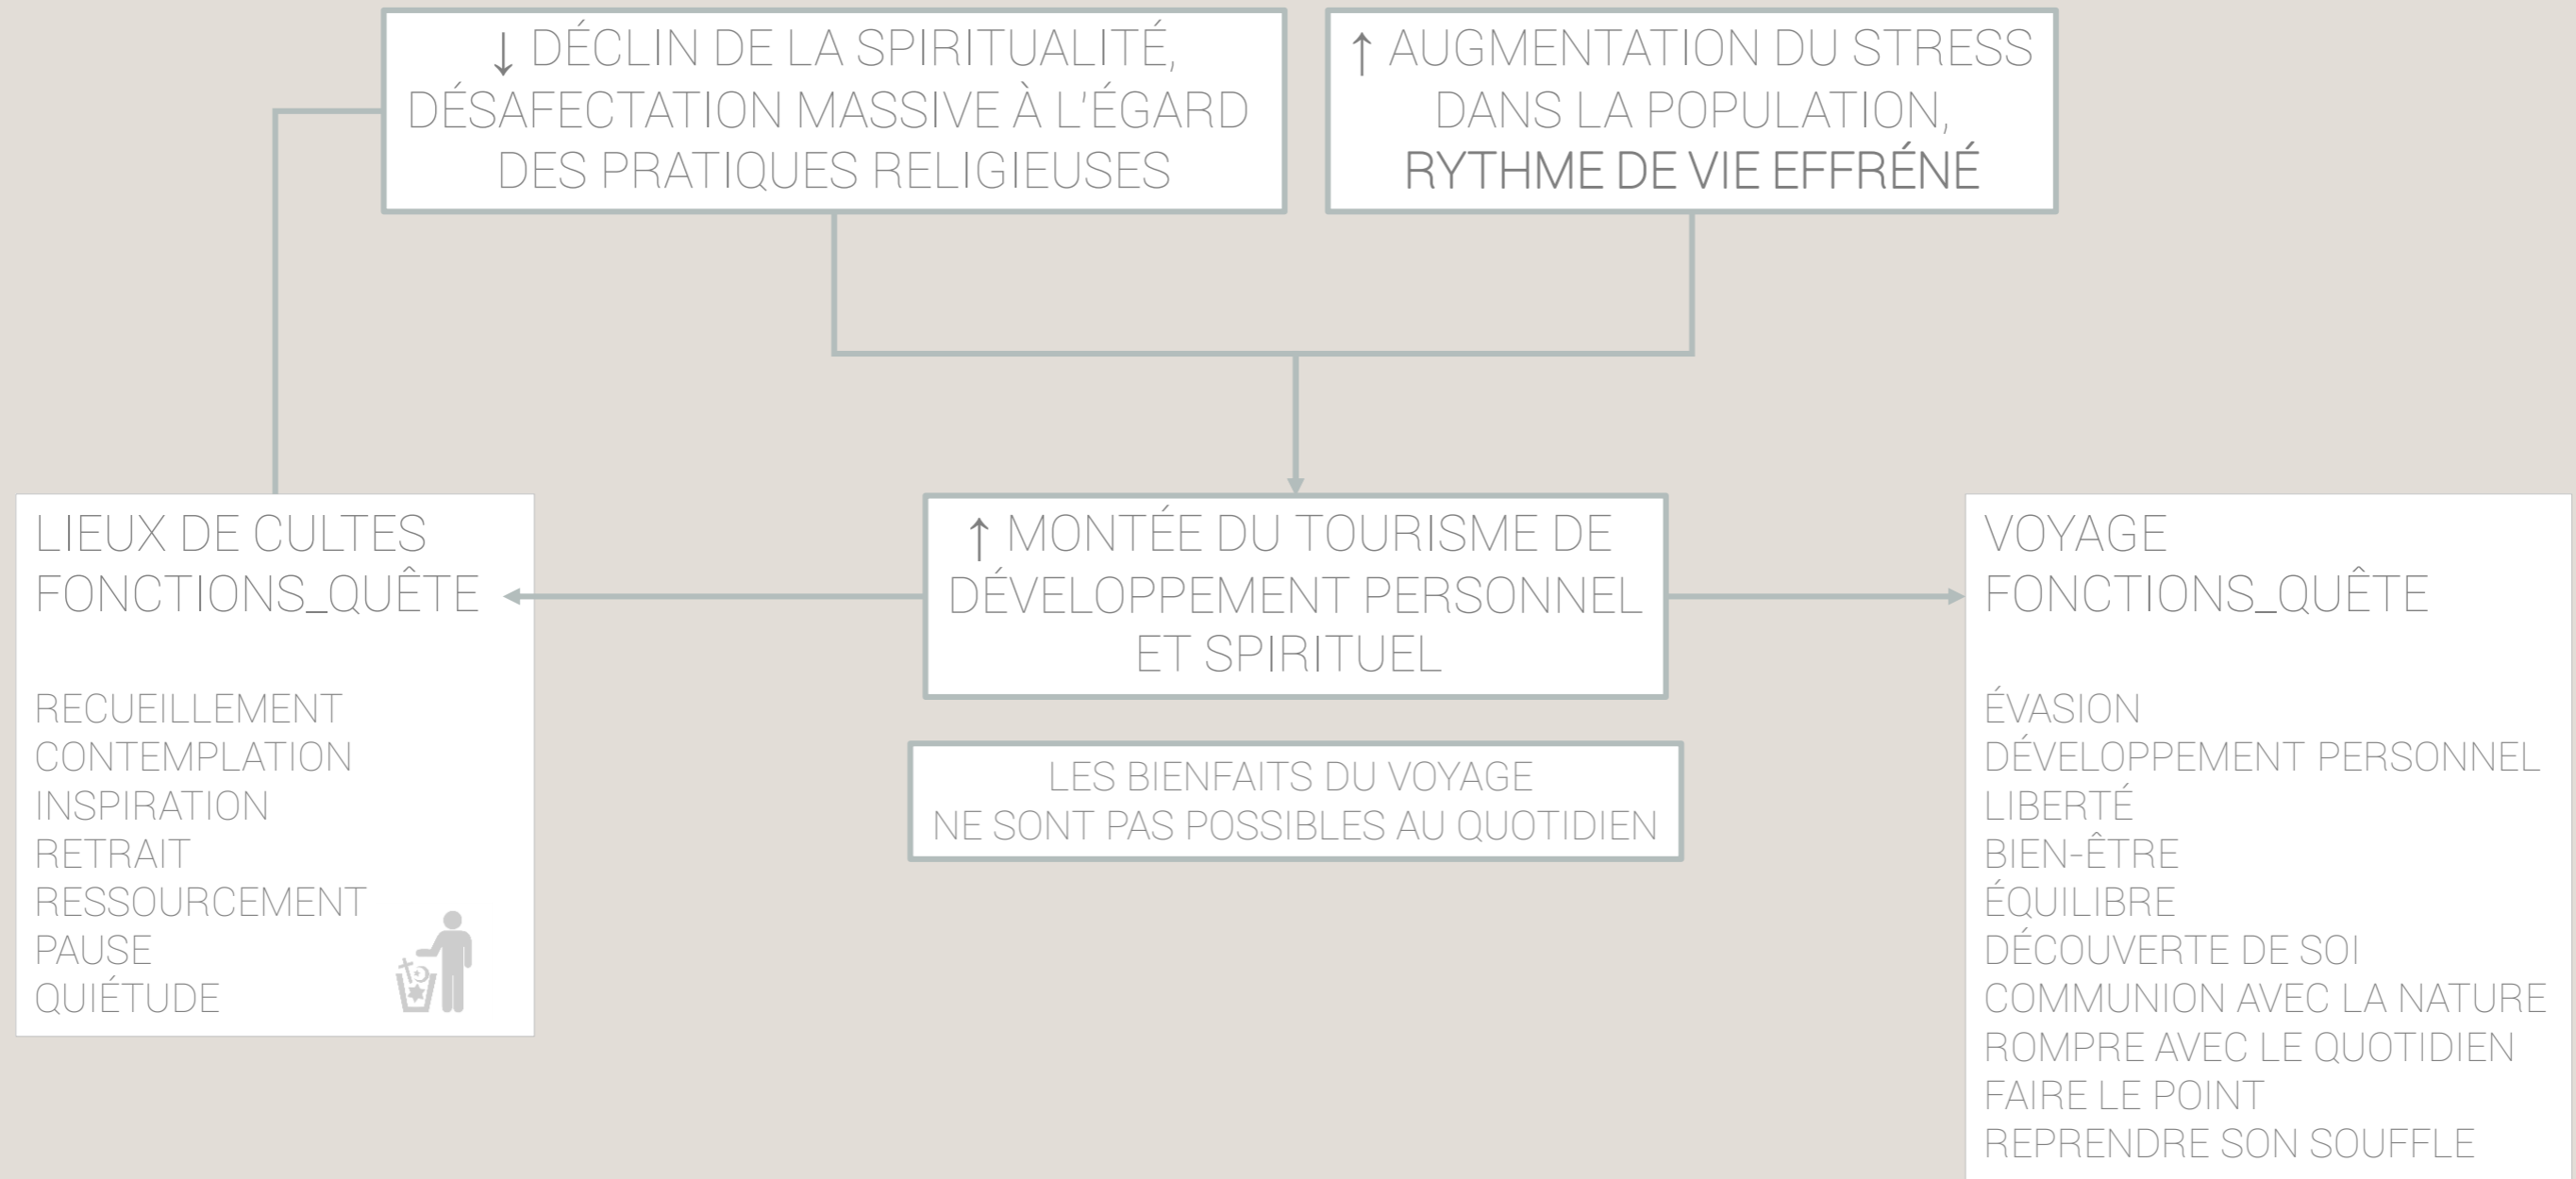 ↓ DÉCLIN DE LA SPIRITUALITÉ,
DÉSAFECTATION MASSIVE À L'ÉGARD
DES PRATIQUES RELIGIEUSES
↑ AUGMENTATION DU STRESS
DANS LA POPULATION,
RYTHME DE VIE EFFRÉNÉ
LIEUX DE CULTES
FONCTIONS_QUÊTE
RECUEILLEMENT
CONTEMPLATION
INSPIRATION
RETRAIT
RESSOURCEMENT
PAUSE
QUIÉTUDE
↑ MONTÉE DU TOURISME DE
DÉVELOPPEMENT PERSONNEL
ET SPIRITUEL
LES BIENFAITS DU VOYAGE
NE SONT PAS POSSIBLES AU QUOTIDIEN
VOYAGE
FONCTIONS_QUÊTE
ÉVASION
DÉVELOPPEMENT PERSONNEL
LIBERTÉ
BIEN-ÊTRE
ÉQUILIBRE
DÉCOUVERTE DE SOI
COMMUNION AVEC LA NATURE
ROMPRE AVEC LE QUOTIDIEN
FAIRE LE POINT
REPRENDRE SON SOUFFLE